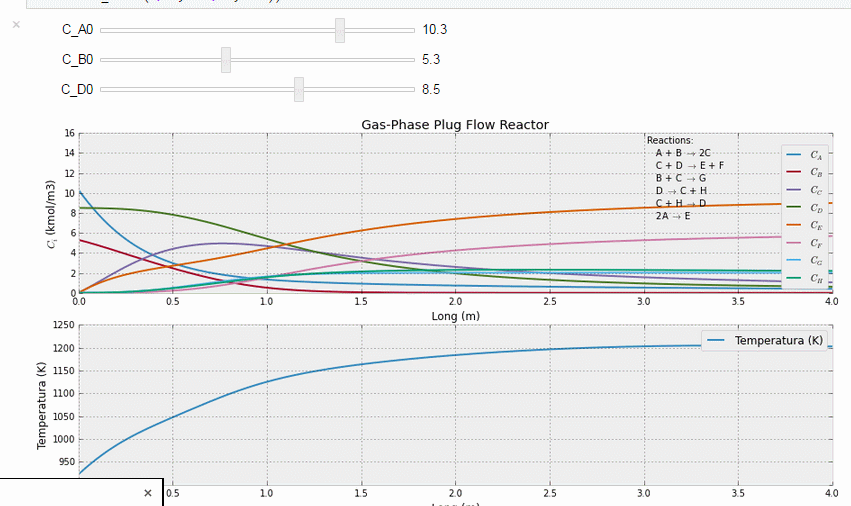 C_A0 10.3
C_B0 5.3
C_D0 8.5
Gas-Phase Plug Flow Reactor
C_i (kmol/m3)
16
14
12
10
8
6
4
2
0
Reactions:
A + B → 2C
C + D → E + F
B + C → G
D → C + H
C + H → D
2A → E
C_A
C_B
C_C
C_D
C_E
C_F
C_G
C_H
0.0 0.5 1.0 1.5 2.0 2.5 3.0 3.5 4.0
Long (m)
Temperatura (K)
1250
1200
1150
1100
1050
1000
950
Temperatura (K)
0.5 1.0 1.5 2.0 2.5 3.0 3.5 4.0